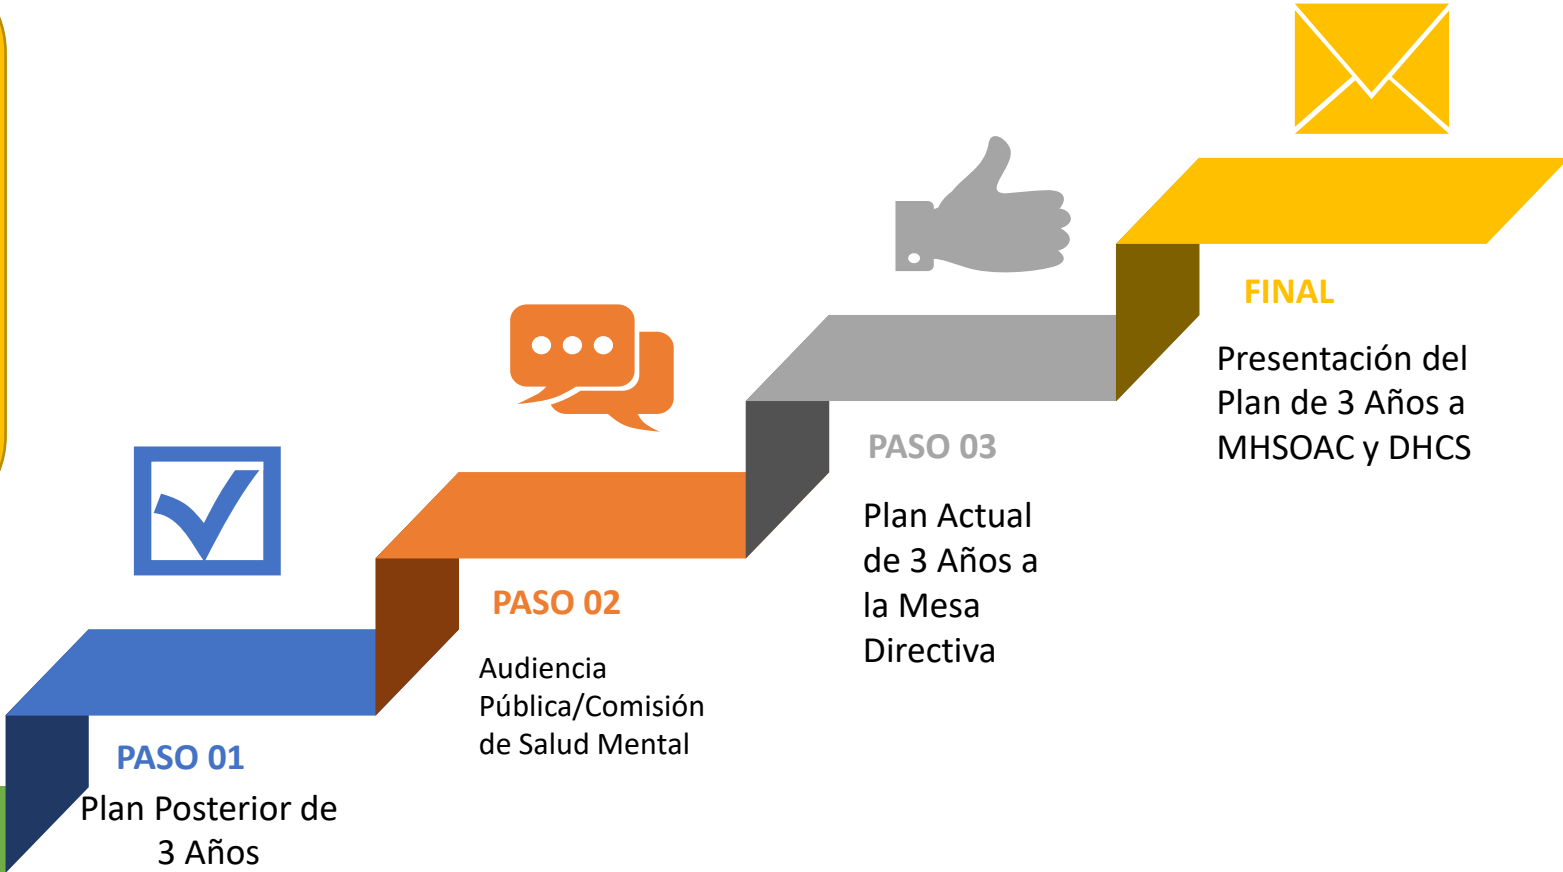 PASO 01
Plan Posterior de
3 Años
PASO 02
Audiencia
Pública/Comisión
de Salud Mental
PASO 03
Plan Actual
de 3 Años a
la Mesa
Directiva
FINAL
Presentación del
Plan de 3 Años a
MHSOAC y DHCS